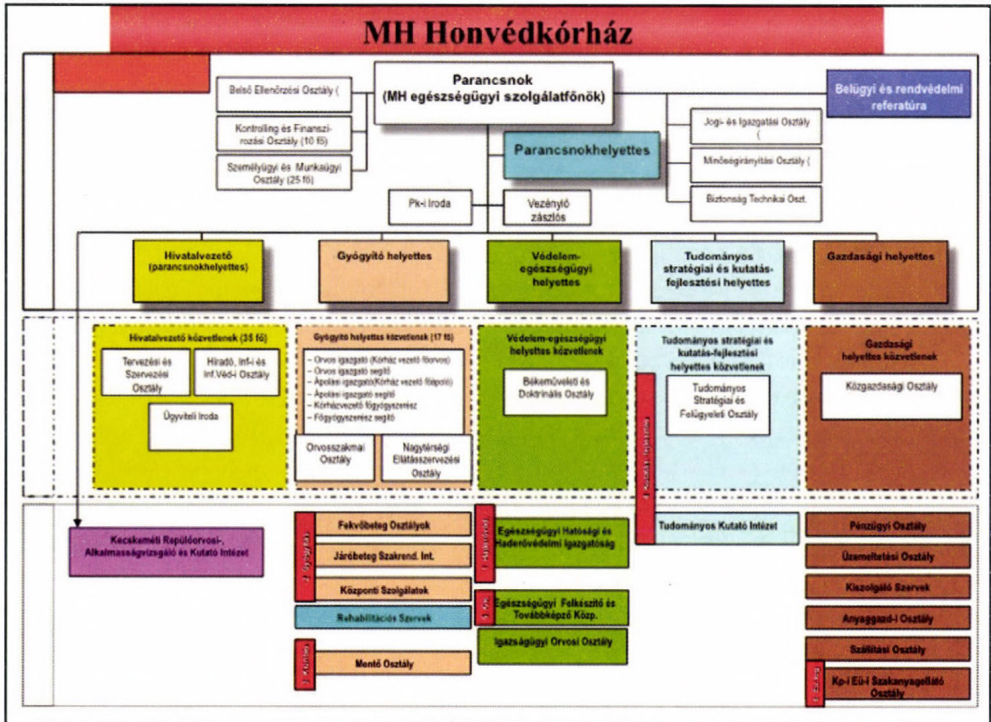 MH Honvédkórház
Parancsnok
(MH egészségügyi szolgálatfőnök)
Belügyi és rendvédelmi
referatúra
Belső Ellenőrzési Osztály (
Kontrolling és Finanszí-
rozási Osztály (10 fő)
Személyügyi és Munkaügyi
Osztály (25 fő)
Jogi- és Igazgatási Osztály
(
Minőségirányítási Osztály (
Biztonság Technikai Oszt.
Parancsnokhelyettes
Pk-i Iroda
Vezénylő
zászlós
Hivatalvezető
(parancsnokhelyettes)
Gyógyító helyettes
Védelem-
egészségügyi
helyettes
Tudományos
stratégiai és kutatás-
fejlesztési helyettes
Gazdasági helyettes
Hivatalvezető közvetlenek (35 fő)
Tervezési és
Szervezési
Osztály
Híradó, Inf-i és
Inf.Véd-i Osztály
Ügyviteli Iroda
Gyógyító helyettes közvetlenek (17 fő)
– Orvos igazgató (Kórház vezető főorvos)
– Orvos igazgató segítő
– Ápolási igazgató(Kórház vezető főápoló)
– Ápolási igazgató segítő
– Kórházvezető főgyógyszerész
– Főgyógyszerész segítő
Orvosszakmai
Osztály
Nagytérségi
Ellátásszervezési
Osztály
Védelem-egészségügyi
helyettes közvetlenek
Békeműveleti és
Doktrinális Osztály
Tudományos stratégiai és
kutatás-fejlesztési
helyettes közvetlenek
Tudományos
Stratégiai és
Felügyeleti Osztály
Gazdasági
helyettes közvetlenek
Közgazdasági Osztály
Kecskeméti Repülőorvosi-,
Alkalmasságvizsgáló és Kutató Intézet
Fekvőbeteg Osztályok
Járóbeteg Szakrend. Int.
Központi Szolgálatok
Rehabilitációs Szervek
Mentő Osztály
Egészségügyi Hatósági és
Haderővédelmi Igazgatóság
Egészségügyi Felkészítő és
Továbbképző Közp.
Igazságügyi Orvosi Osztály
Tudományos Kutató Intézet
Pénzügyi Osztály
Üzemeltetési Osztály
Kiszolgáló Szervek
Anyaggazd-i Osztály
Szállítási Osztály
Kp-i Eü-i Szakanyagellátó
Osztály